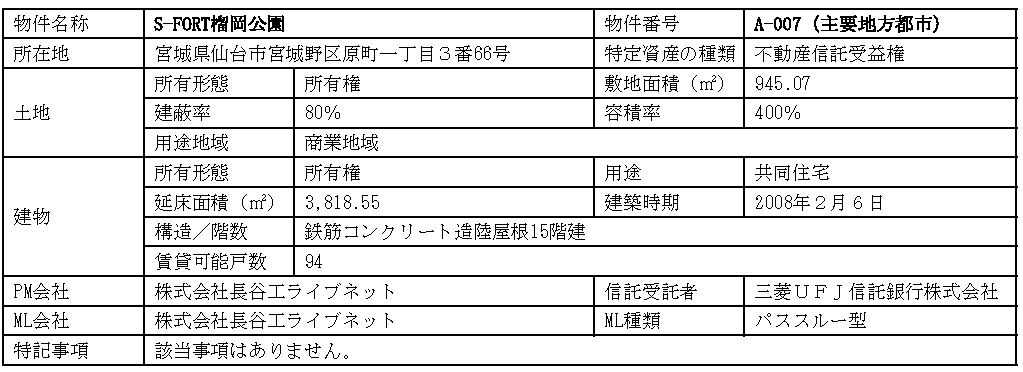 物件名称 S-FORT榴岡公園 物件番号 A-007（主要地方都市）
所在地 宮城県仙台市宮城野区原町一丁目３番66号 特定資産の種類 不動産信託受益権
土地 所有形態 所有権 敷地面積（㎡） 945.07
建蔽率 80％ 容積率 400％
用途地域 商業地域
建物 所有形態 所有権 用途 共同住宅
延床面積（㎡） 3,818.55 建築時期 2008年２月６日
構造／階数 鉄筋コンクリート造陸屋根15階建
賃貸可能戸数 94
PM会社 株式会社長谷工ライブネット 信託受託者 三菱ＵＦＪ信託銀行株式会社
ML会社 株式会社長谷工ライブネット ML種類 パススルー型
特記事項 該当事項はありません。